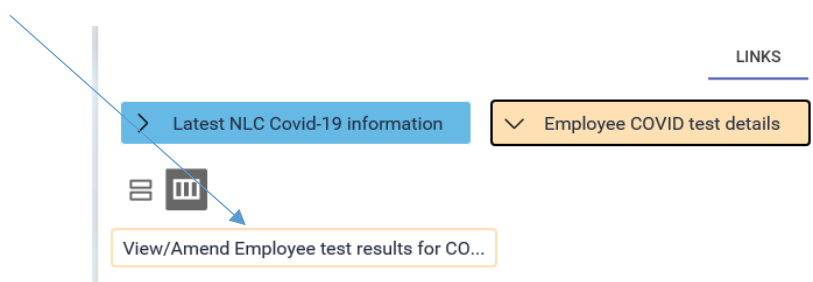 LINKS
Latest NLC Covid-19 information
Employee COVID test details
View/Amend Employee test results for CO...